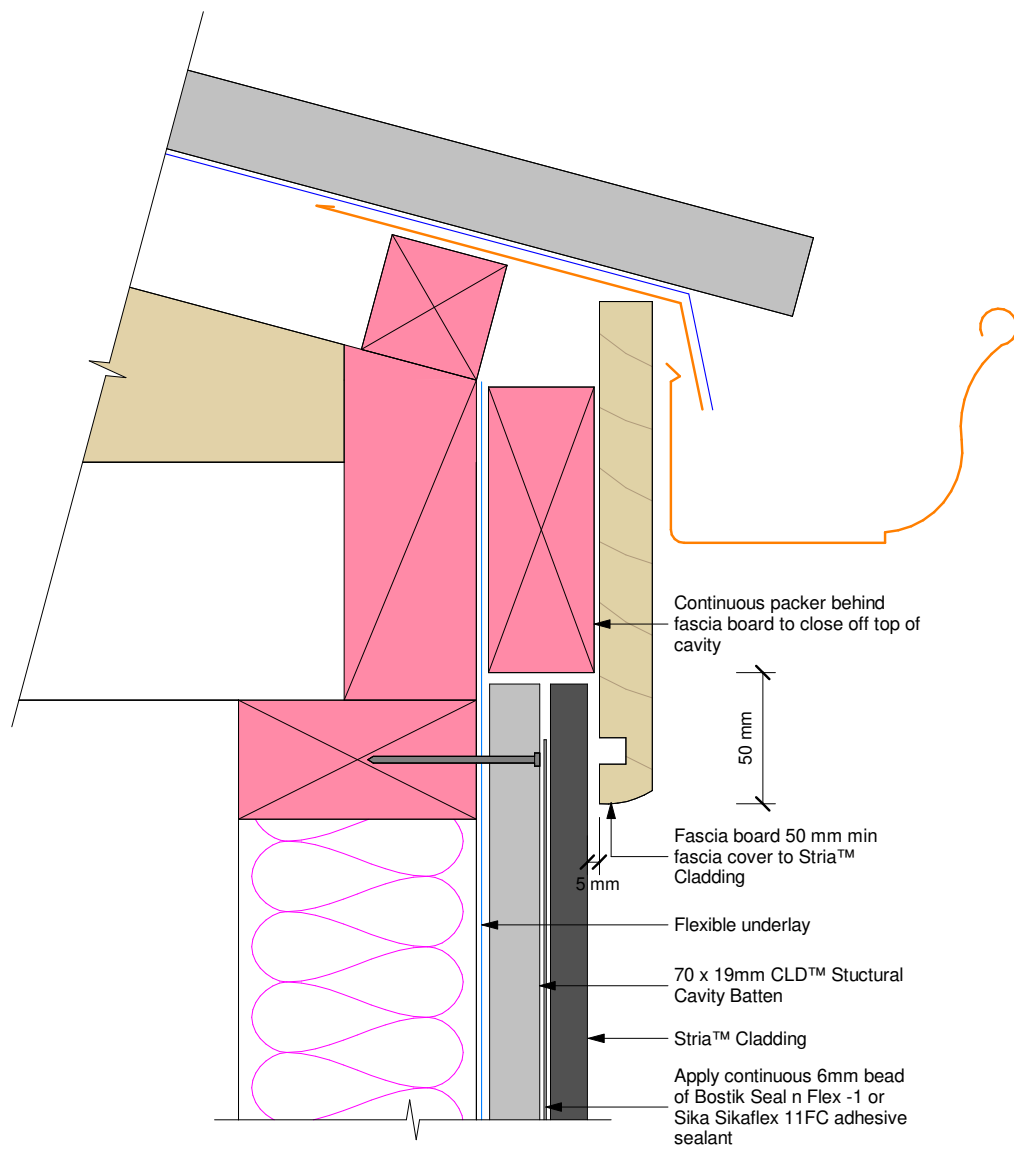 Continuous packer behind
fascia board to close off top of
cavity
50 mm
Fascia board 50 mm min
fascia cover to Stria™
Cladding
5 mm
Flexible underlay
70 x 19mm CLD™ Stuctural
Cavity Batten
Stria™ Cladding
Apply continuous 6mm bead
of Bostik Seal n Flex -1 or
Sika Sikaflex 11FC adhesive
sealant